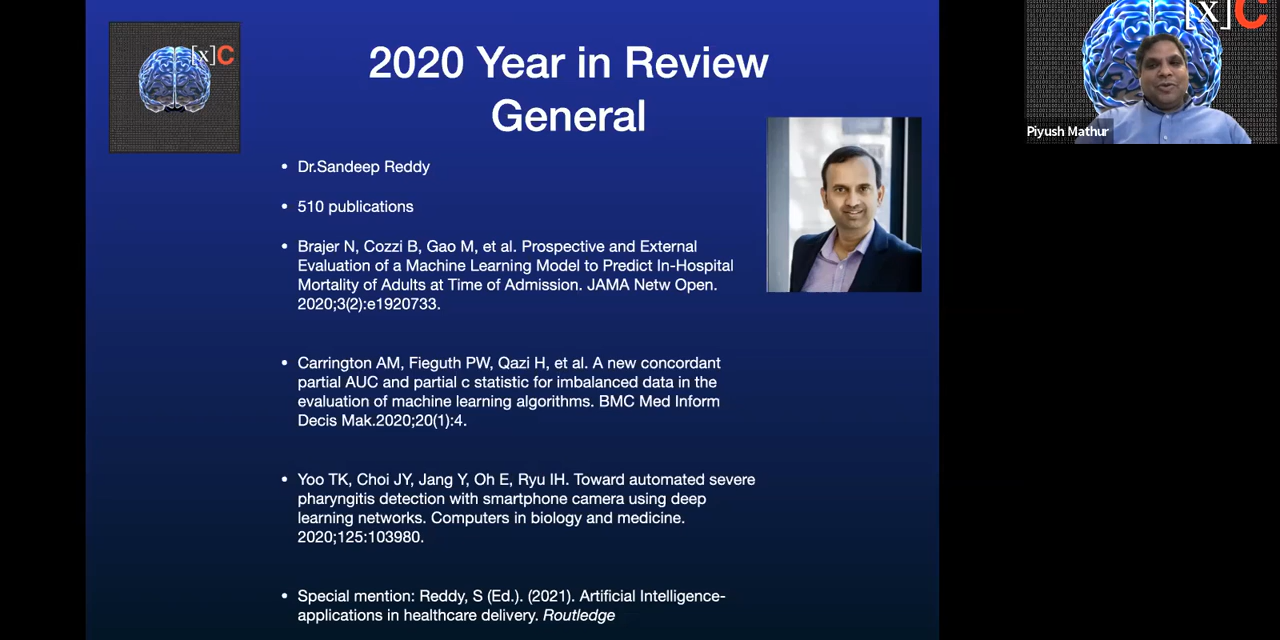 [x]C
2020 Year in Review
General
• Dr.Sandeep Reddy
• 510 publications
• Brajer N, Cozzi B, Gao M, et al. Prospective and External
Evaluation of a Machine Learning Model to Predict In-Hospital
Mortality of Adults at Time of Admission. JAMA Netw Open.
2020;3(2):e1920733.
• Carrington AM, Fieguth PW, Qazi H, et al. A new concordant
partial AUC and partial c statistic for imbalanced data in the
evaluation of machine learning algorithms. BMC Med Inform
Decis Mak.2020;20(1):4.
• Yoo TK, Choi JY, Jang Y, Oh E, Ryu IH. Toward automated severe
pharyngitis detection with smartphone camera using deep
learning networks. Computers in biology and medicine.
2020;125:103980.
• Special mention: Reddy, S (Ed.). (2021). Artificial Intelligence-
applications in healthcare delivery. Routledge
[x]C
Piyush Mathur